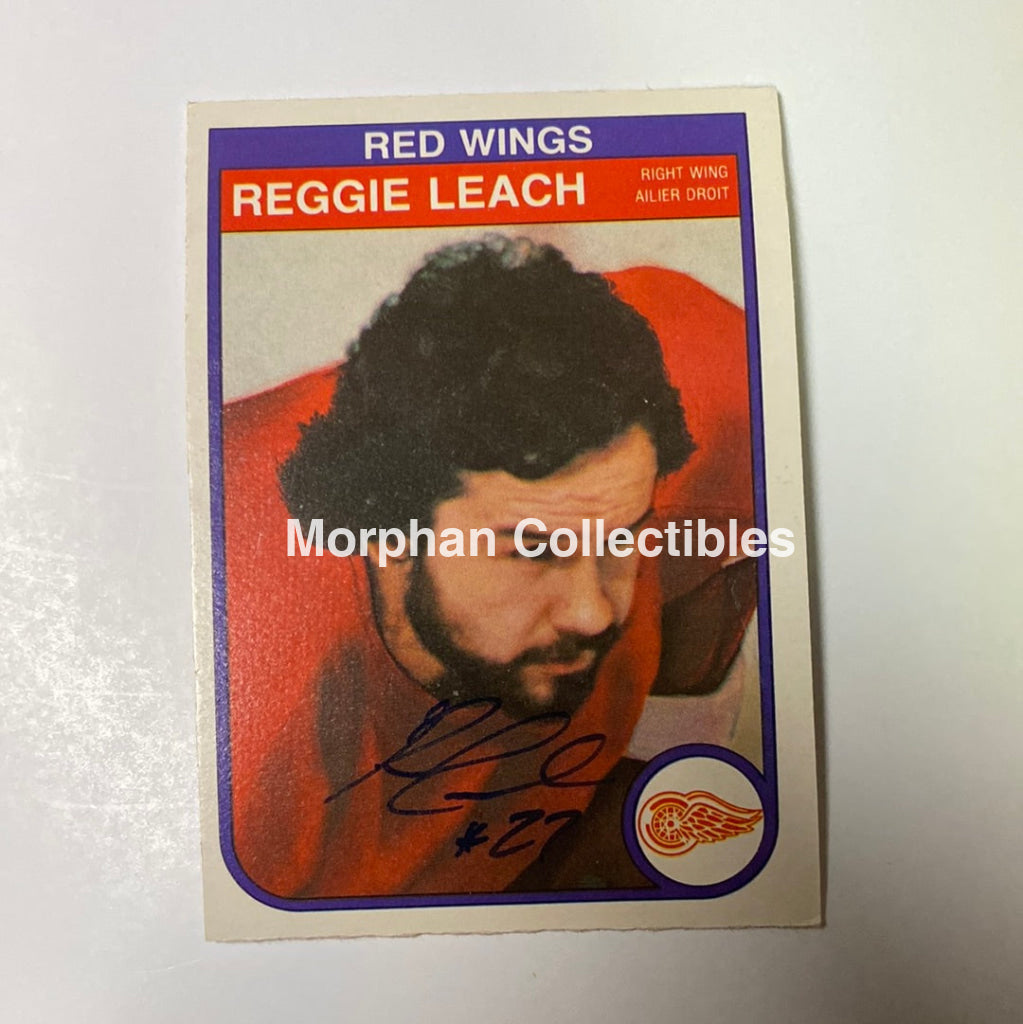 RED WINGS
REGGIE LEACH
RIGHT WING
AILIER DROIT
Morphan Collectibles
#27